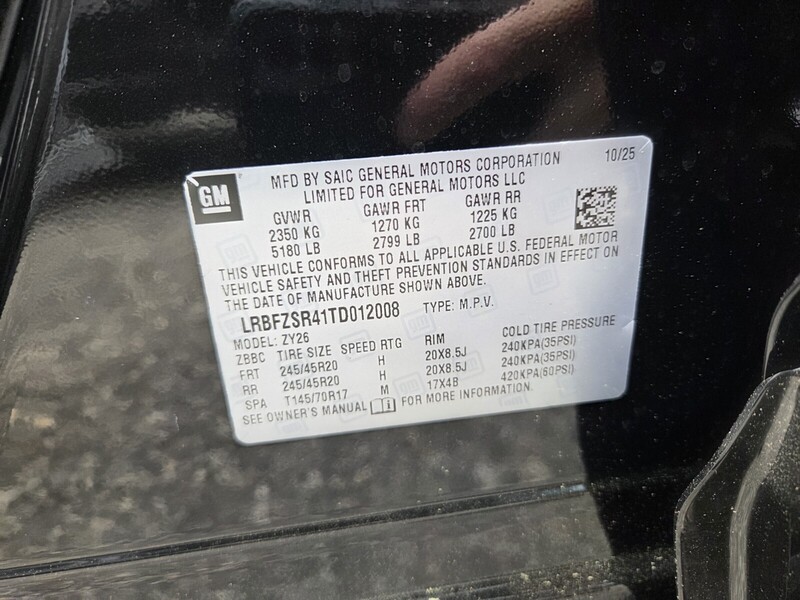 GM
MFD BY SAIC GENERAL MOTORS CORPORATION 10/25
LIMITED FOR GENERAL MOTORS LLC
GVWR GAWR FRT GAWR RR
2350 KG 1270 KG 1225 KG
5180 LB 2799 LB 2700 LB
THIS VEHICLE CONFORMS TO ALL APPLICABLE U.S. FEDERAL MOTOR
VEHICLE SAFETY AND THEFT PREVENTION STANDARDS IN EFFECT ON
THE DATE OF MANUFACTURE SHOWN ABOVE.
LRBFZSR41TD012008 TYPE: M.P.V.
MODEL: ZY26
ZBBC TIRE SIZE SPEED RTG RIM COLD TIRE PRESSURE
FRT 245/45R20 H 20X8.5J 240KPA(35PSI)
RR 245/45R20 H 20X8.5J 240KPA(35PSI)
SPA T145/70R17 M 17X4B 420KPA(60PSI)
SEE OWNER'S MANUAL FOR MORE INFORMATION.